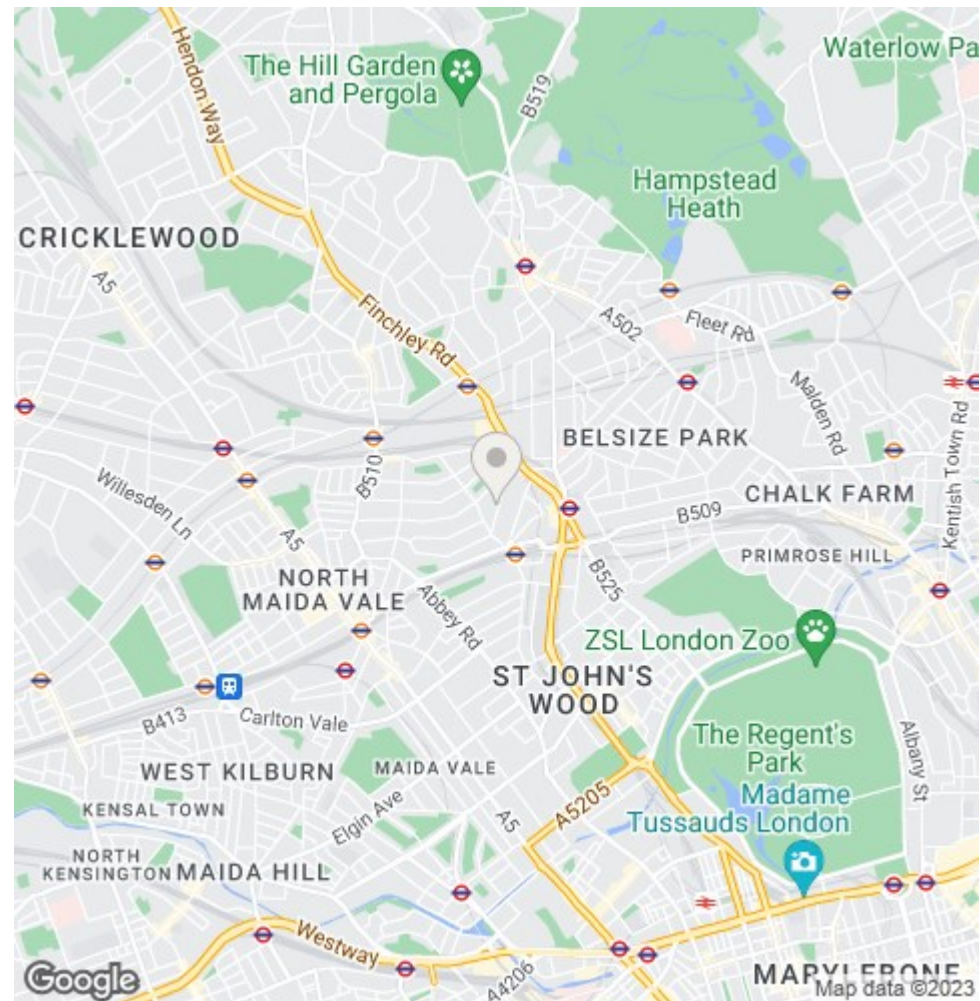 Hendon Way
The Hill Garden
and Pergola
B519
Waterlow Pa
Hampstead
Heath
CRICKLEWOOD
A5
Finchley Rd
A502
Fleet Rd
Malden Rd
BELSIZE PARK
Kentish Town Rd
B510
Willesden Ln
A5
CHALK FARM
B509
PRIMROSE HILL
NORTH
MAIDA VALE
Abbey Rd
B525
ZSL London Zoo
ST JOHN'S
WOOD
B413
Carlton Vale
The Regent's
Park
Albany St
WEST KILBURN
MAIDA VALE
Madame
Tussauds London
KENSAL TOWN
Elgin Ave
A5
A5205
NORTH
KENSINGTON
MAIDA HILL
Westway
A4206
MARYLEBONE
Google
Map data ©2023